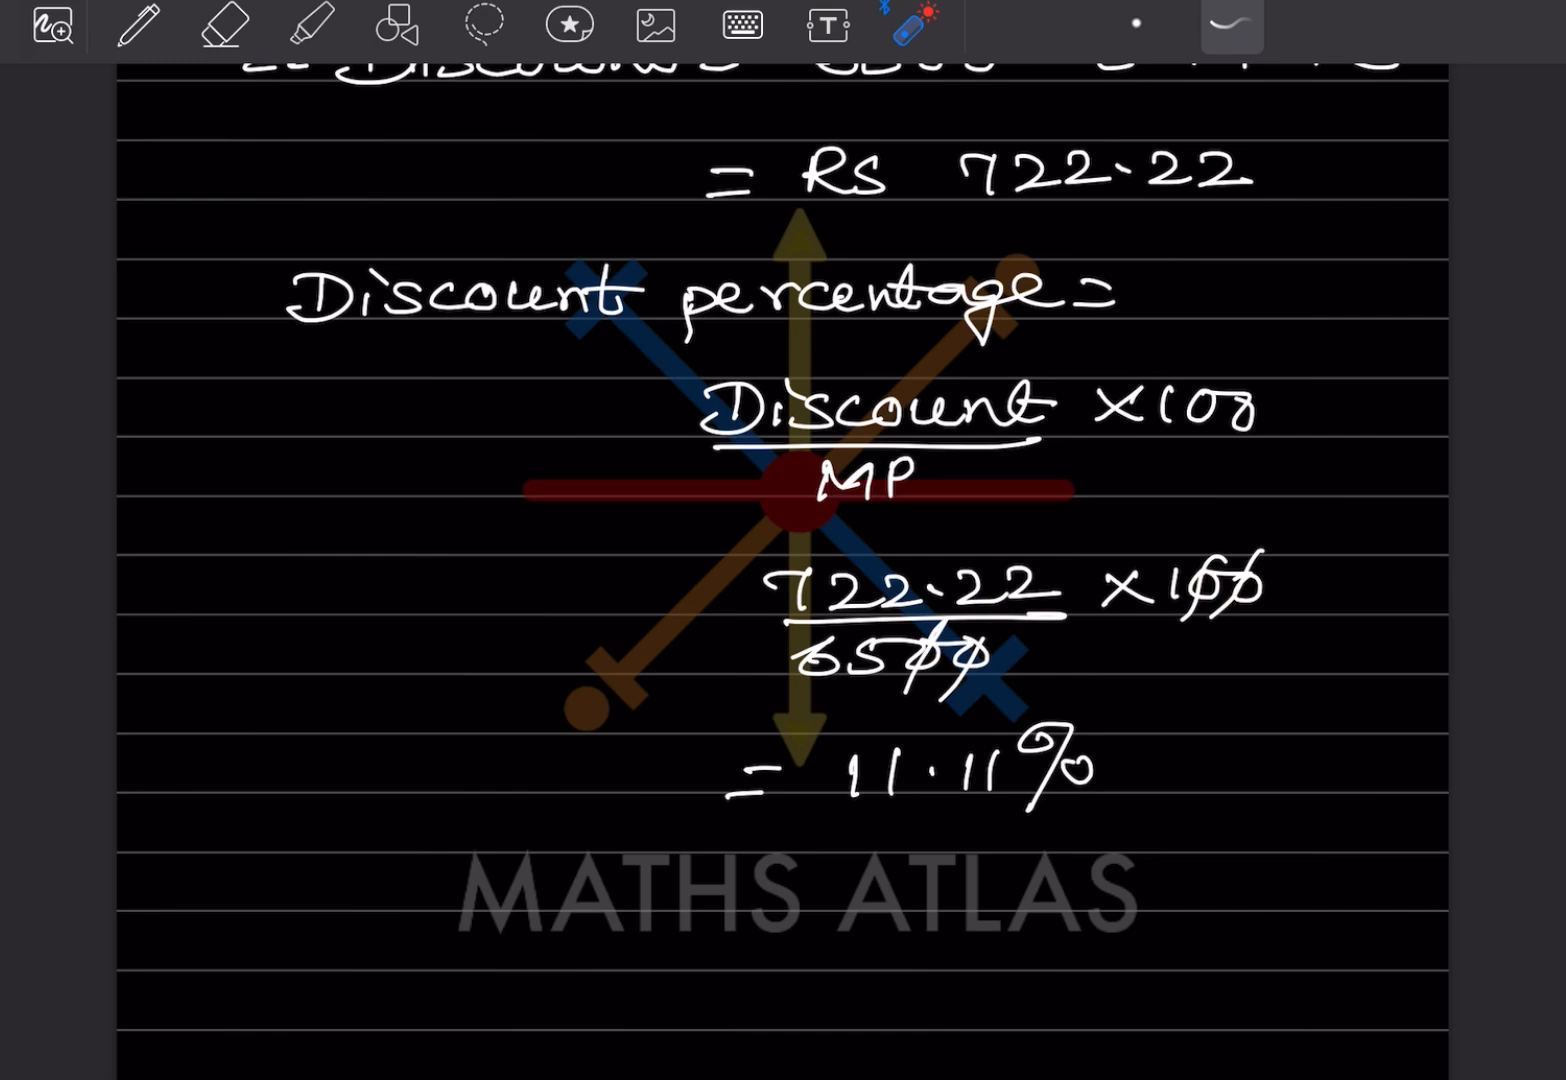 = Rs 722.22
Discount percentage =
Discount × 100
MP
722.22 × 100
6500
= 11.11%
MATHS ATLAS